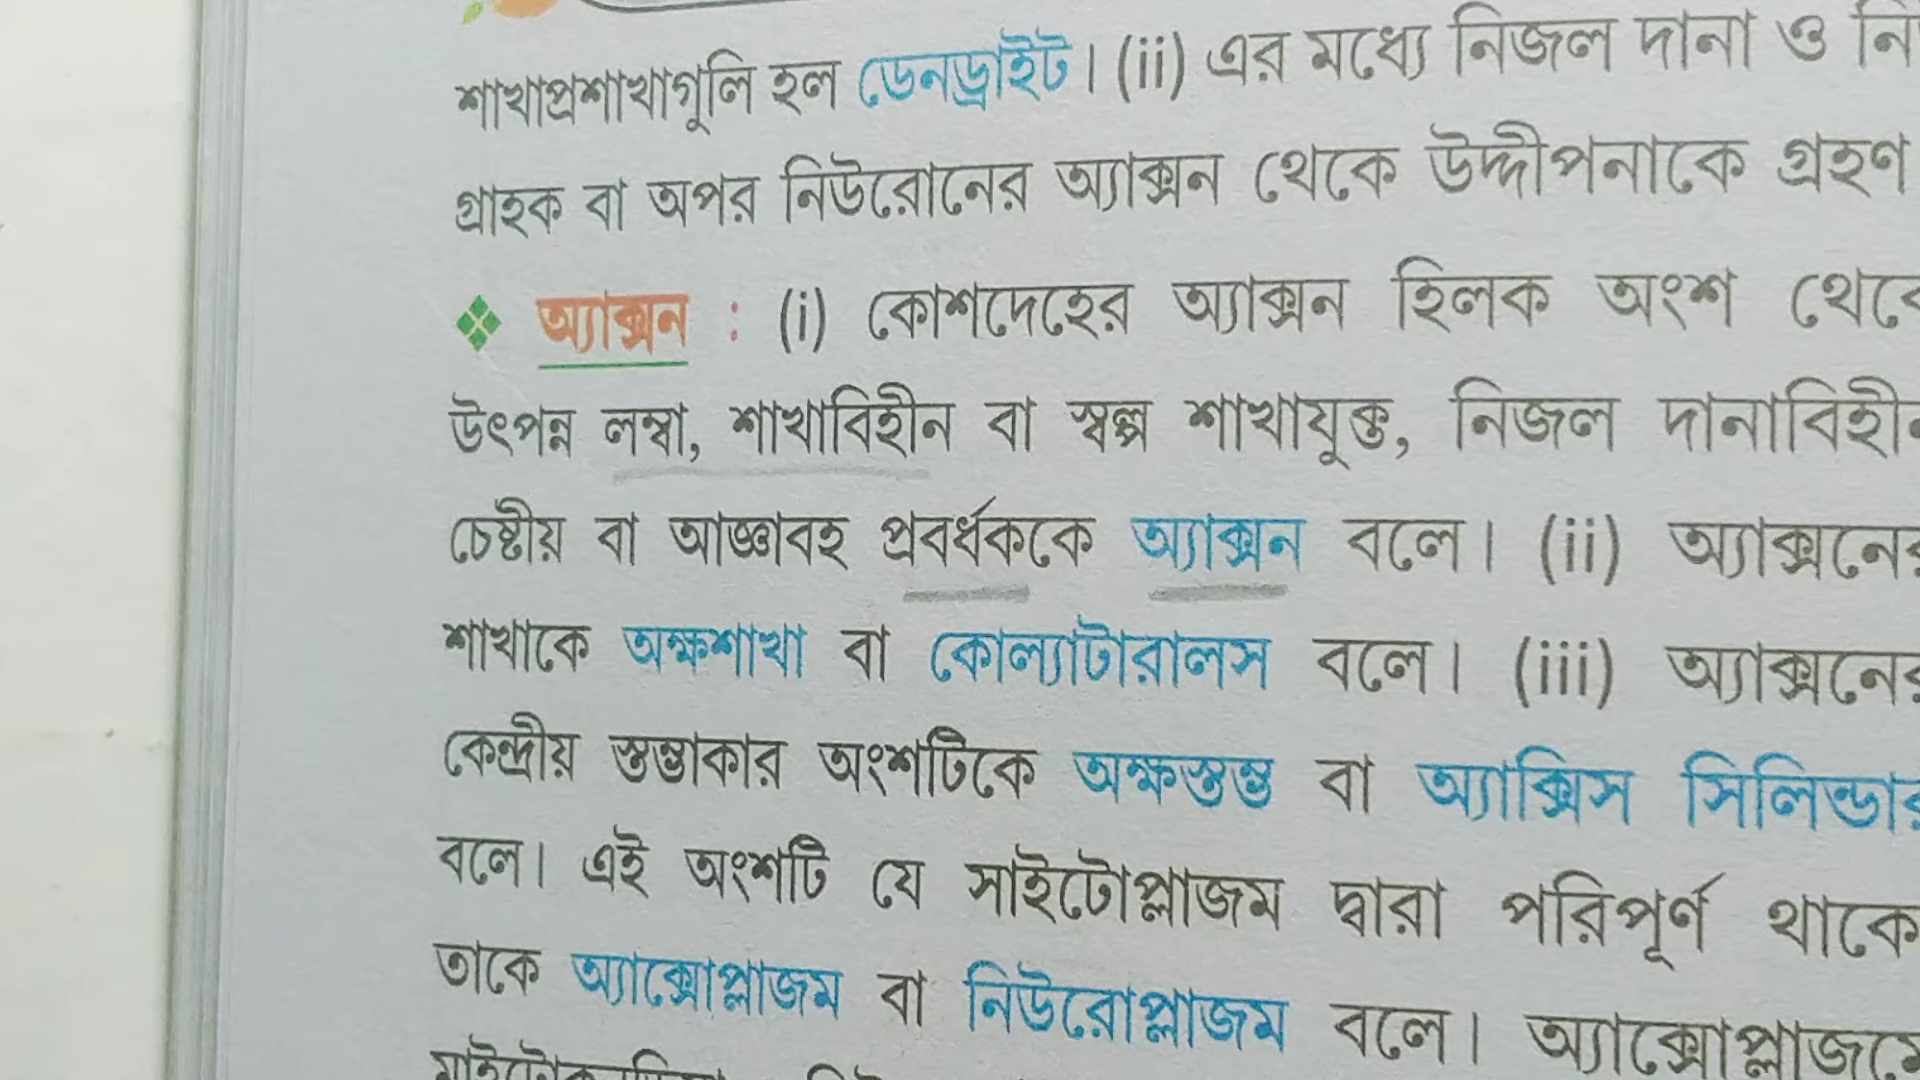 শাখাপ্রশাখাগুলি হল ডেনড্রাইট। (ii) এর মধ্যে নিজল দানা ও
গ্রাহক বা অপর নিউরোনের অ্যাক্সন থেকে উদ্দীপনাকে গ্রহণ
❖ অ্যাক্সন : (i) কোশদেহের অ্যাক্সন হিলক অংশ থেকে
উৎপন্ন লম্বা, শাখাবিহীন বা স্বল্প শাখাযুক্ত, নিজল দানাবিহীন
চেষ্টীয় বা আজ্ঞাবহ প্রবর্ধককে অ্যাক্সন বলে। (ii) অ্যাক্সনের
শাখাকে অক্ষশাখা বা কোল্যাটারালস বলে। (iii) অ্যাক্সনের
কেন্দ্রীয় স্তম্ভাকার অংশটিকে অক্ষস্তম্ভ বা অ্যাক্সিস সিলিন্ডার
বলে। এই অংশটি যে সাইটোপ্লাজম দ্বারা পরিপূর্ণ থাকে
তাকে অ্যাক্সোপ্লাজম বা নিউরোপ্লাজম বলে। অ্যাক্সোপ্লাজমে